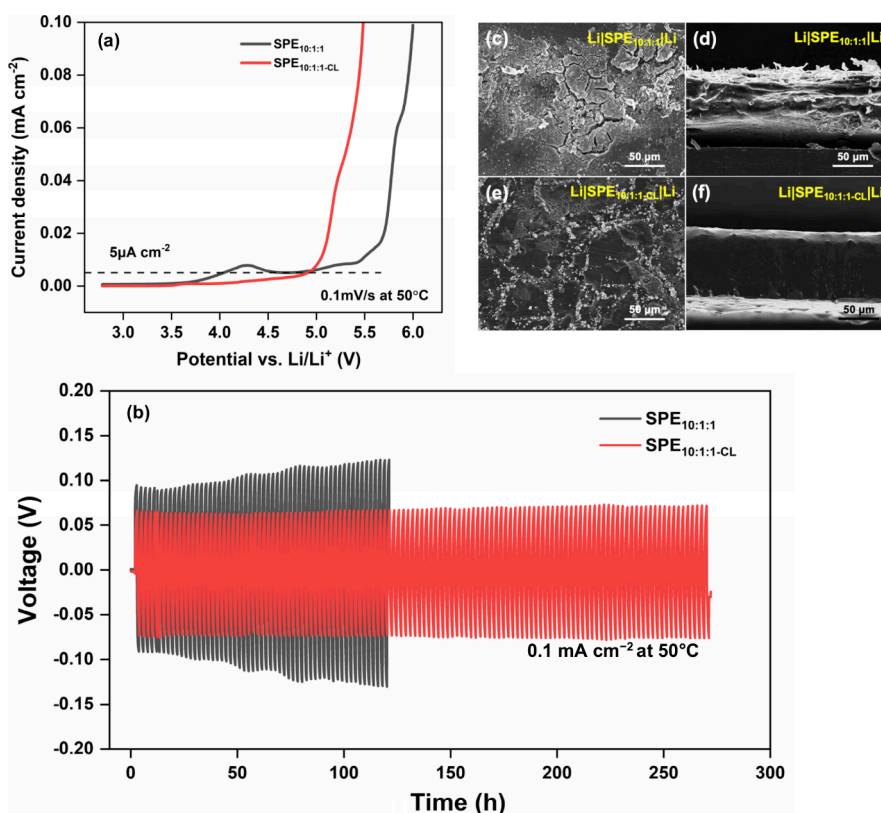 (a)
SPE10:1:1
SPE10:1:1-CL
5μA cm⁻²
0.1mV/s at 50°C
0.10
0.08
0.06
0.04
0.02
0.00
Current density (mA cm⁻²)
3.0 3.5 4.0 4.5 5.0 5.5 6.0
Potential vs. Li/Li⁺ (V)
(c) Li|SPE10:1:1|Li
50 μm
(d) Li|SPE10:1:1|Li
50 μm
(e) Li|SPE10:1:1-CL|Li
50 μm
(f) Li|SPE10:1:1-CL|Li
50 μm
(b)
SPE10:1:1
SPE10:1:1-CL
0.1 mA cm⁻² at 50°C
0.20
0.15
0.10
0.05
0.00
-0.05
-0.10
-0.15
-0.20
Voltage (V)
0 50 100 150 200 250 300
Time (h)